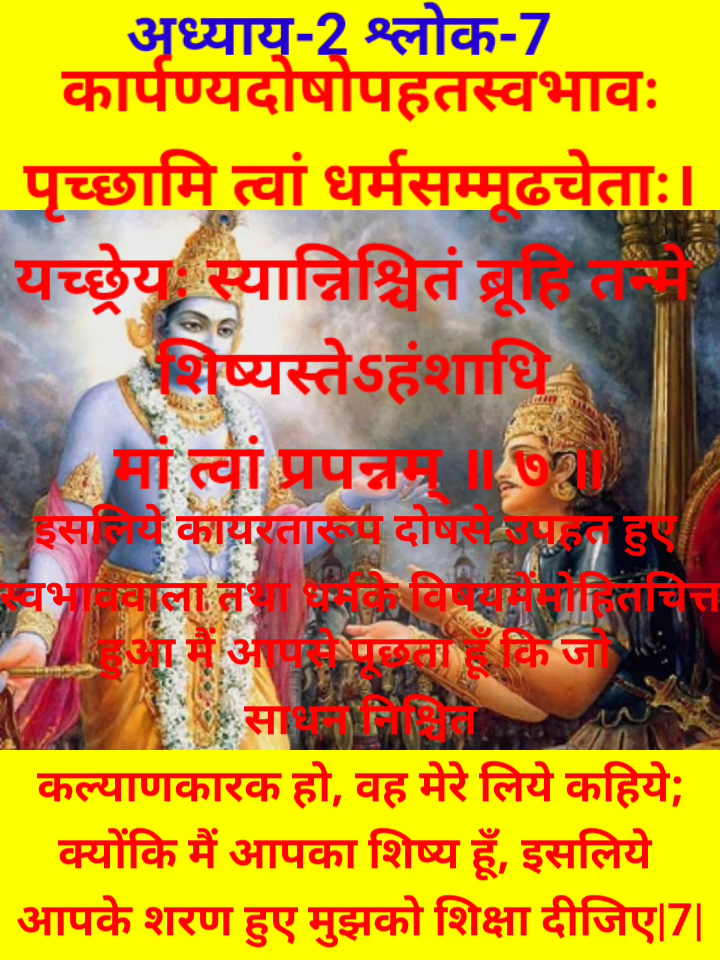 अध्याय-2 श्लोक-7
कार्पण्यदोषोपहतस्वभावः
पृच्छामि त्वां धर्मसम्मूढचेताः।
यच्छ्रेयः स्यान्निश्चितं ब्रूहि तन्मे
शिष्यस्तेऽहंशाधि
मां त्वां प्रपन्नम् ॥ ७ ॥
इसलिये कायरतारूप दोषसे उपहत हुए
स्वभाववाला तथा धर्मके विषयमेंमोहितचित्त
हुआ मैं आपसे पूछता हूँ कि जो
साधन निश्चित
कल्याणकारक हो, वह मेरे लिये कहिये;
क्योंकि मैं आपका शिष्य हूँ, इसलिये
आपके शरण हुए मुझको शिक्षा दीजिए|7|